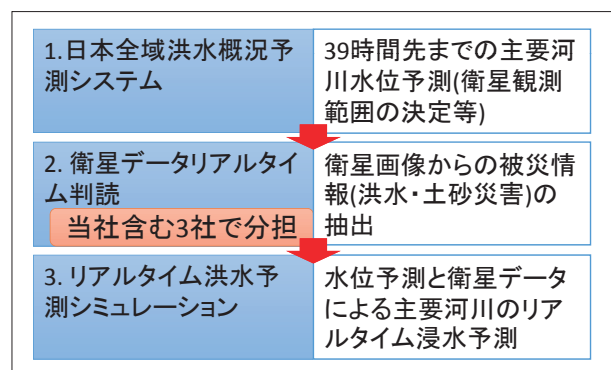 1.日本全域洪水概況予
測システム
39時間先までの主要河
川水位予測(衛星観測
範囲の決定等)
2. 衛星データリアルタイ
ム判読
当社含む3社で分担
衛星画像からの被災情
報(洪水・土砂災害)の
抽出
3. リアルタイム洪水予
測シミュレーション
水位予測と衛星データ
による主要河川のリア
ルタイム浸水予測